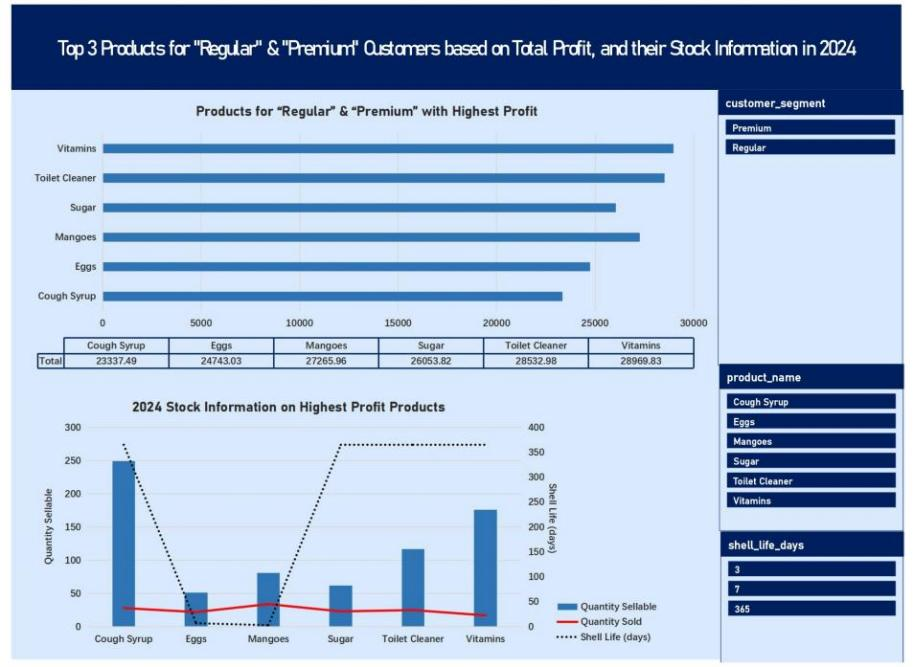 Top 3 Products for "Regular" & "Premium" Customers based on Total Profit, and their Stock Information in 2024
Products for “Regular” & “Premium” with Highest Profit
Vitamins
Toilet Cleaner
Sugar
Mangoes
Eggs
Cough Syrup
0 5000 10000 15000 20000 25000 30000
Cough Syrup Eggs Mangoes Sugar Toilet Cleaner Vitamins
Total 23337.49 24743.03 27265.96 26053.82 28532.98 28969.83
2024 Stock Information on Highest Profit Products
Quantity Sellable
300
250
200
150
100
50
0
400
350
300
250
200
150
100
50
0
Shell Life (days)
Cough Syrup Eggs Mangoes Sugar Toilet Cleaner Vitamins
Quantity Sellable
Quantity Sold
Shell Life (days)
customer_segment
Premium
Regular
product_name
Cough Syrup
Eggs
Mangoes
Sugar
Toilet Cleaner
Vitamins
shell_life_days
3
7
365